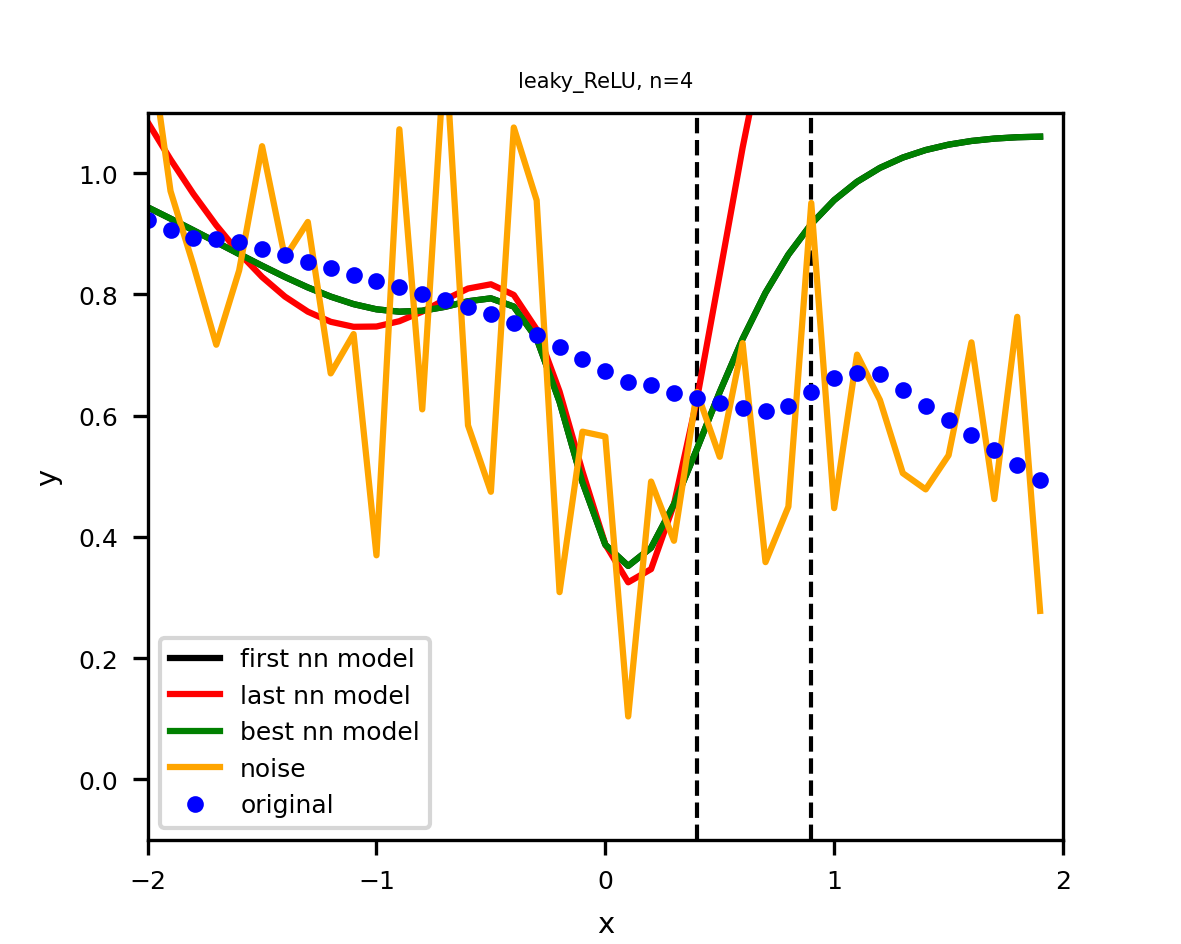 leaky_ReLU, n=4
1.0
0.8
0.6
0.4
0.2
0.0
y
first nn model
last nn model
best nn model
noise
original
−2
−1
0
1
2
x